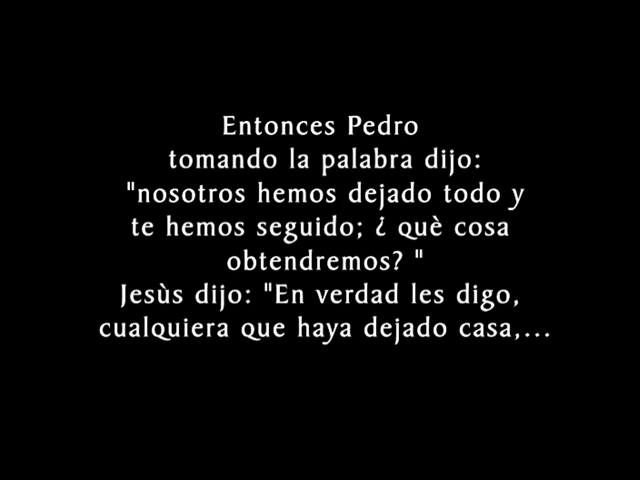 Entonces Pedro
tomando la palabra dijo:
"nosotros hemos dejado todo y
te hemos seguido; ¿ què cosa
obtendremos? "
Jesùs dijo: "En verdad les digo,
cualquiera que haya dejado casa,...